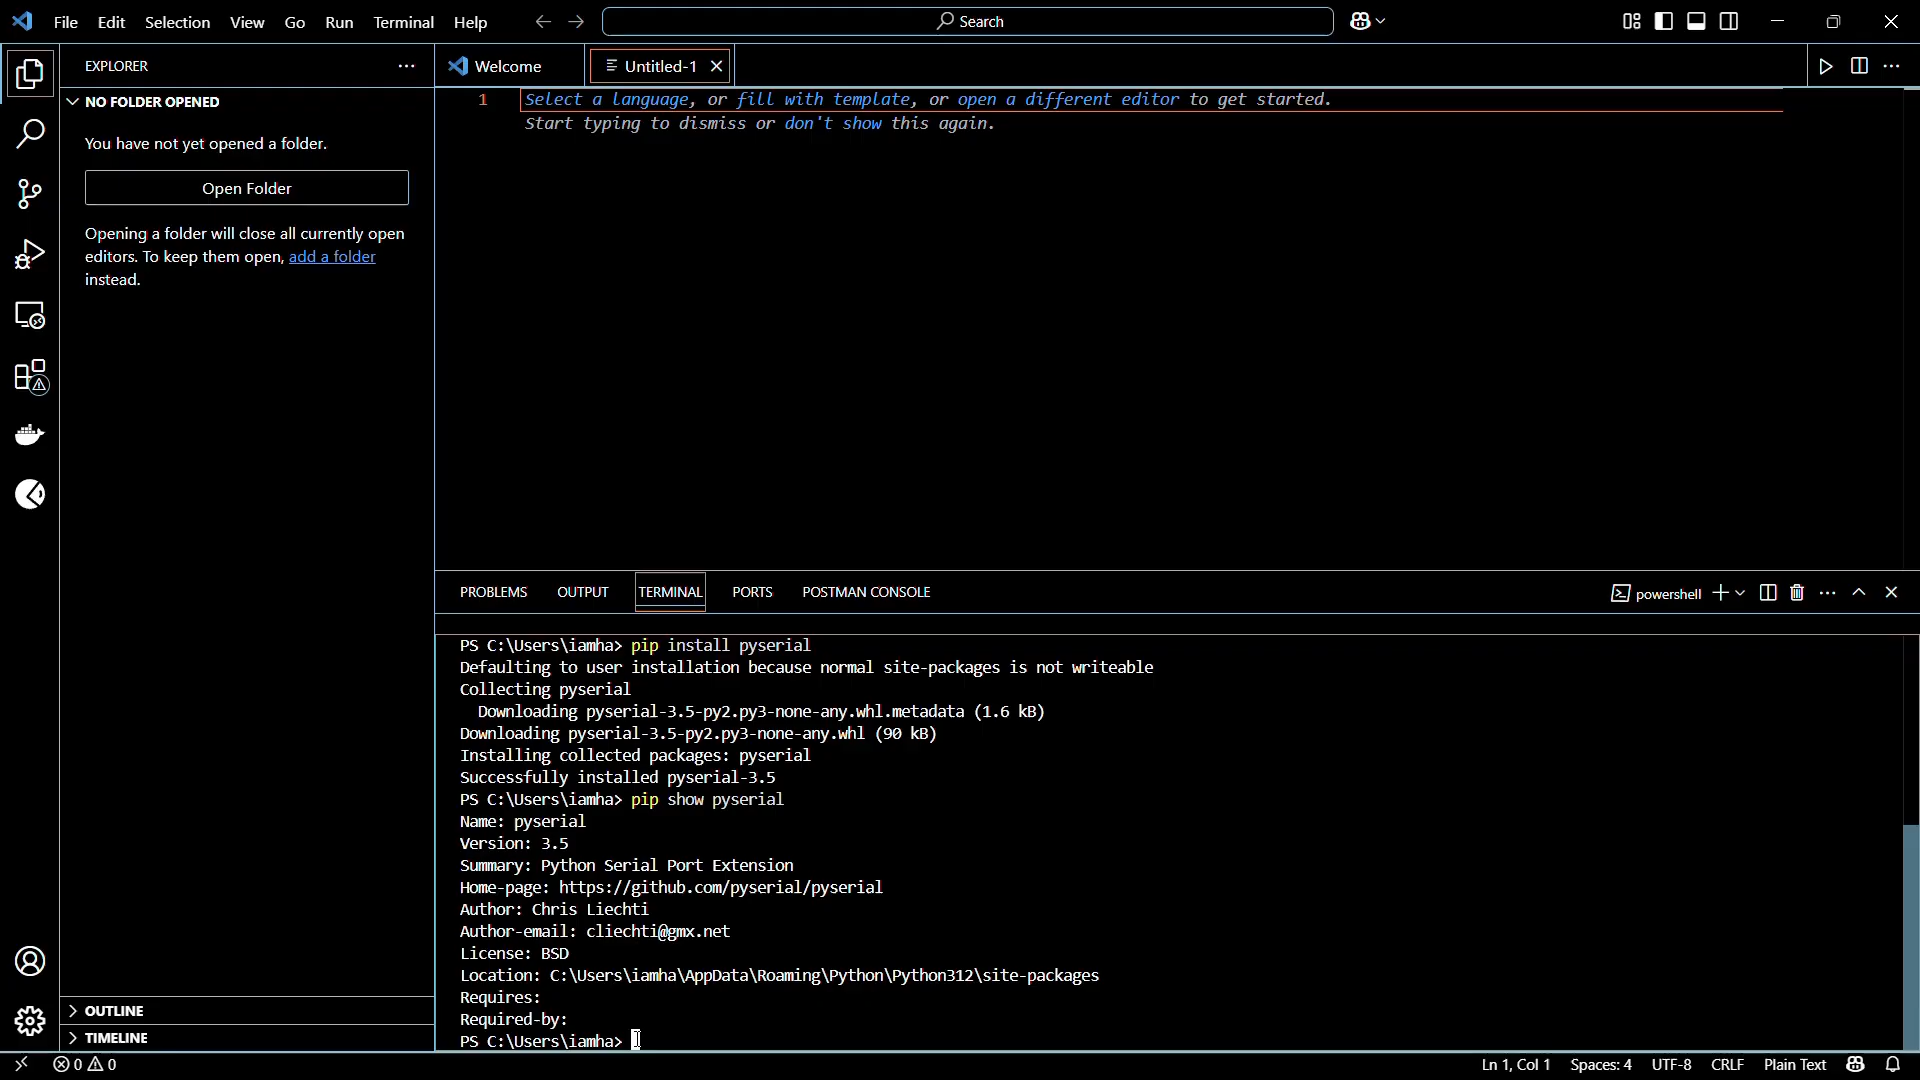 File Edit Selection View Go Run Terminal Help Search
EXPLORER
Welcome
Untitled-1
NO FOLDER OPENED
You have not yet opened a folder.
Open Folder
Opening a folder will close all currently open
editors. To keep them open, add a folder
instead.
OUTLINE
TIMELINE
1 Select a language, or fill with template, or open a different editor to get started.
Start typing to dismiss or don't show this again.
PROBLEMS OUTPUT TERMINAL PORTS POSTMAN CONSOLE powershell
PS C:\Users\iamha> pip install pyserial
Defaulting to user installation because normal site-packages is not writeable
Collecting pyserial
Downloading pyserial-3.5-py2.py3-none-any.whl.metadata (1.6 kB)
Downloading pyserial-3.5-py2.py3-none-any.whl (90 kB)
Installing collected packages: pyserial
Successfully installed pyserial-3.5
PS C:\Users\iamha> pip show pyserial
Name: pyserial
Version: 3.5
Summary: Python Serial Port Extension
Home-page: https://github.com/pyserial/pyserial
Author: Chris Liechti
Author-email: cliechti@gmx.net
License: BSD
Location: C:\Users\iamha\AppData\Roaming\Python\Python312\site-packages
Requires:
Required-by:
PS C:\Users\iamha>
0 0 Ln 1, Col 1 Spaces: 4 UTF-8 CRLF Plain Text